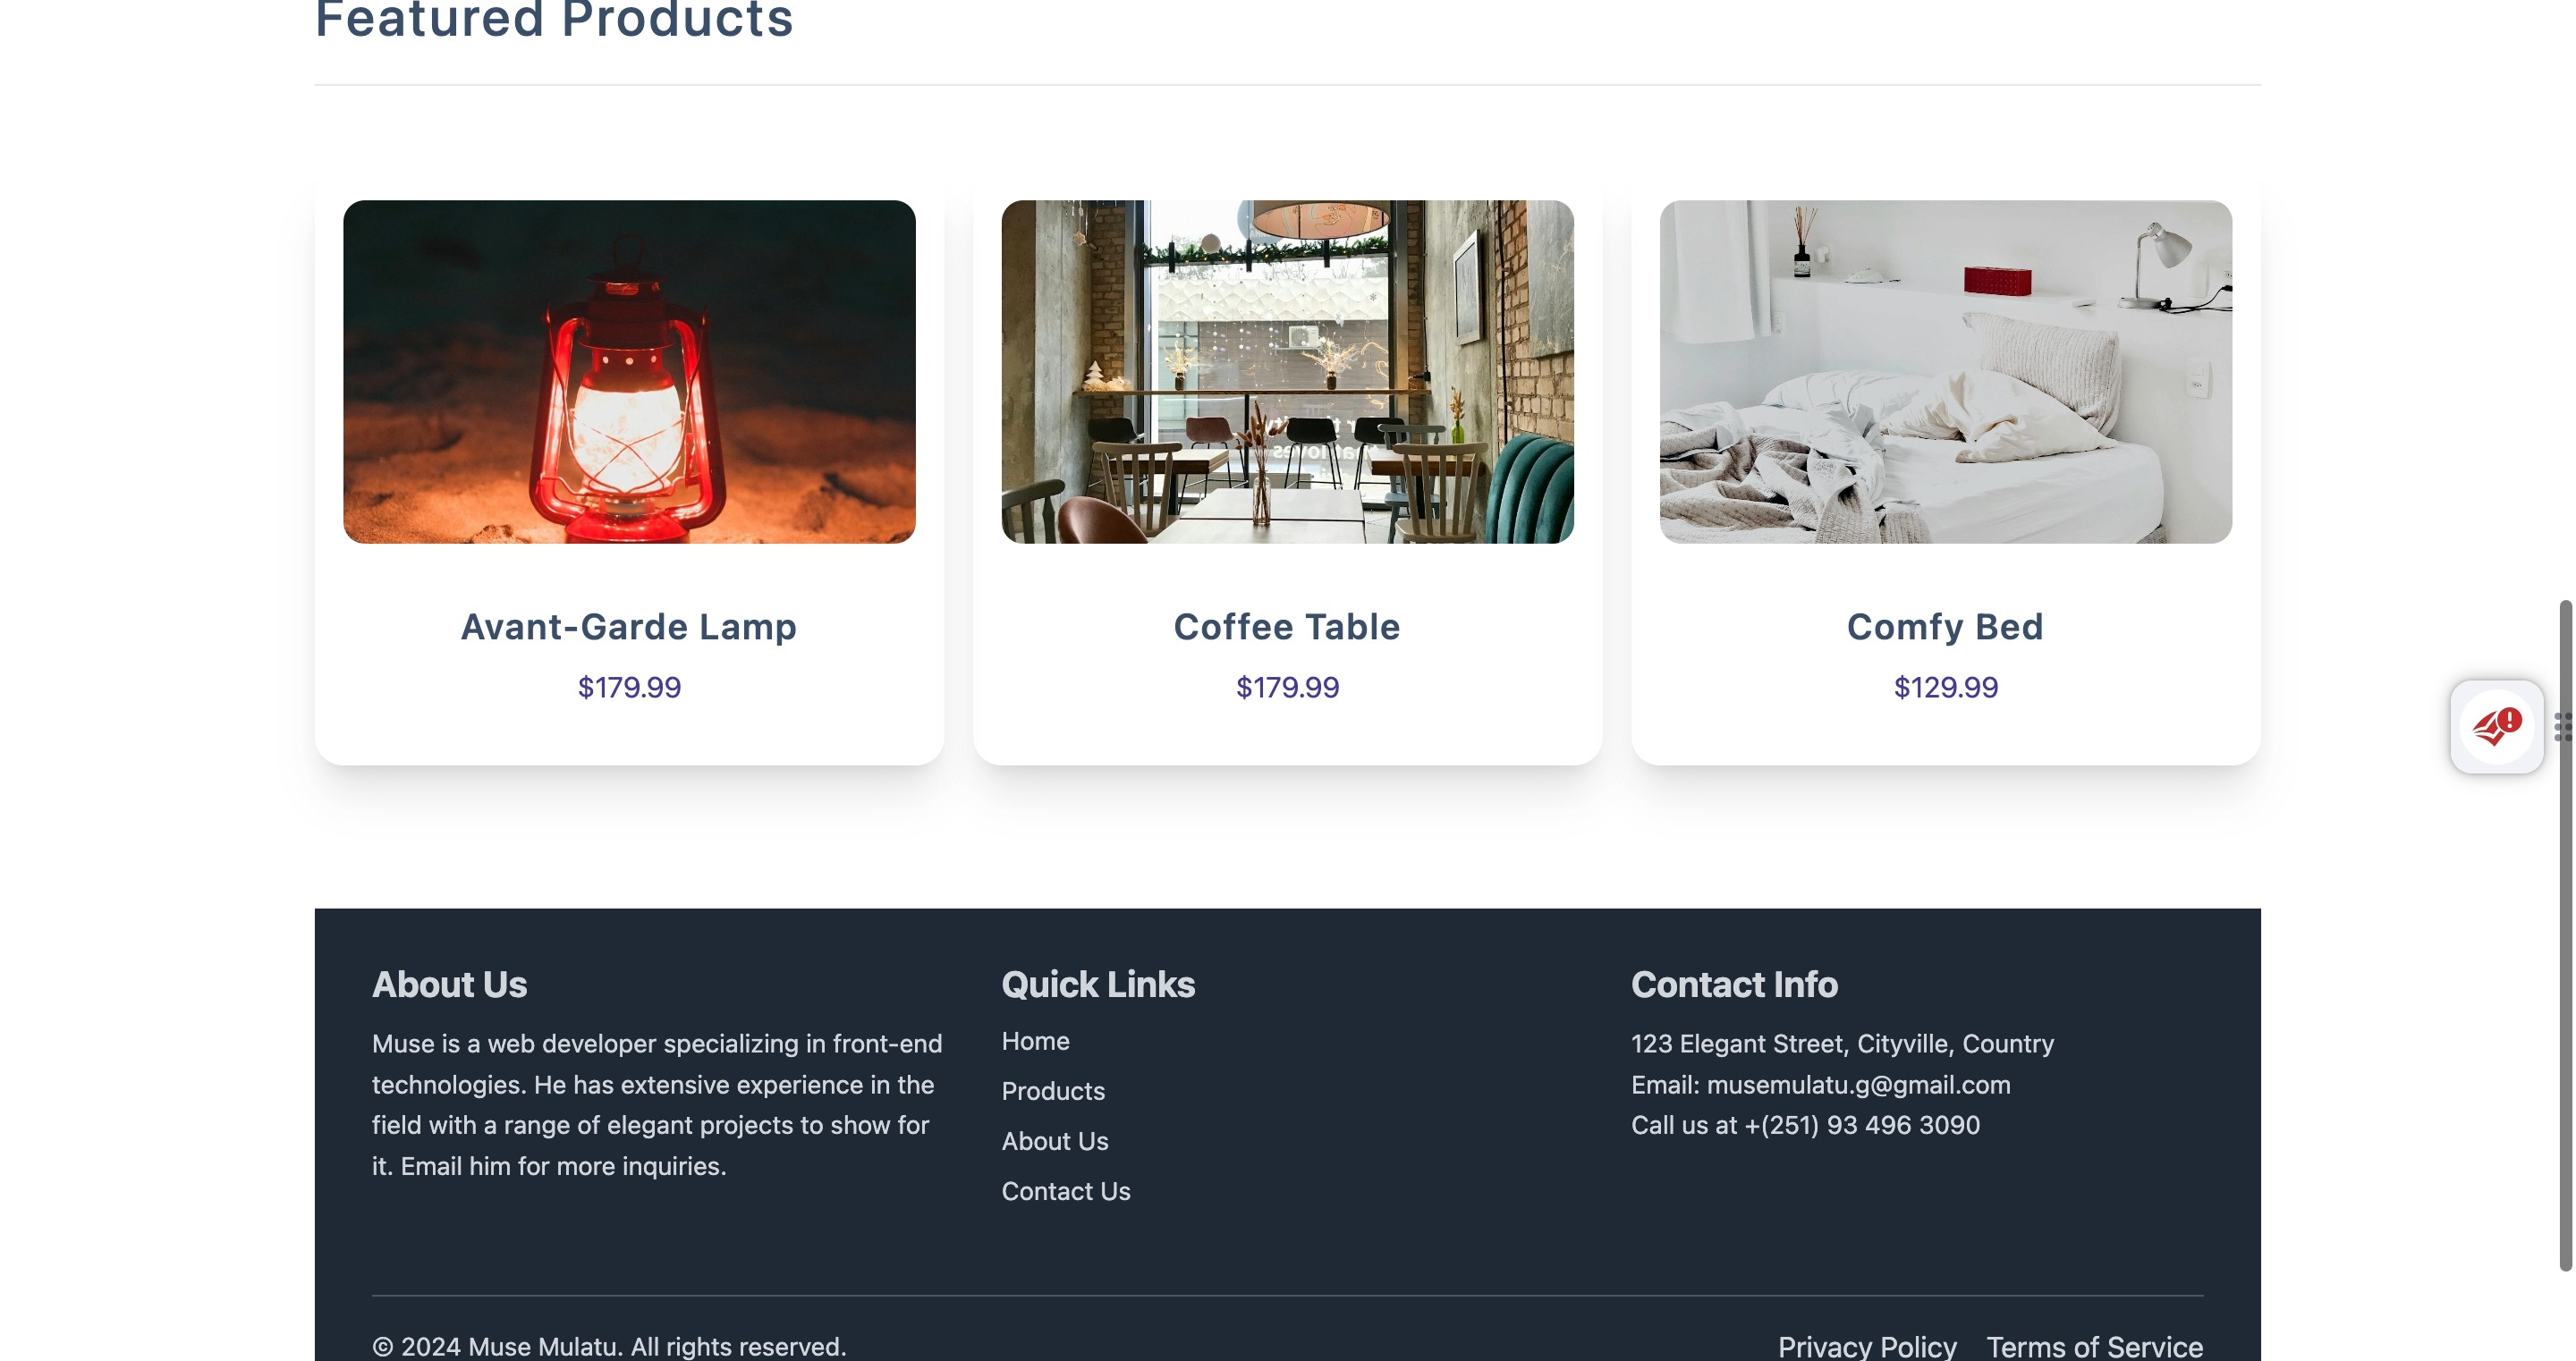 Featured Products
Avant-Garde Lamp
$179.99
Coffee Table
$179.99
Comfy Bed
$129.99
About Us
Muse is a web developer specializing in front-end
technologies. He has extensive experience in the
field with a range of elegant projects to show for
it. Email him for more inquiries.
Quick Links
Home
Products
About Us
Contact Us
Contact Info
123 Elegant Street, Cityville, Country
Email: musemulatu.g@gmail.com
Call us at +(251) 93 496 3090
© 2024 Muse Mulatu. All rights reserved.
Privacy Policy Terms of Service